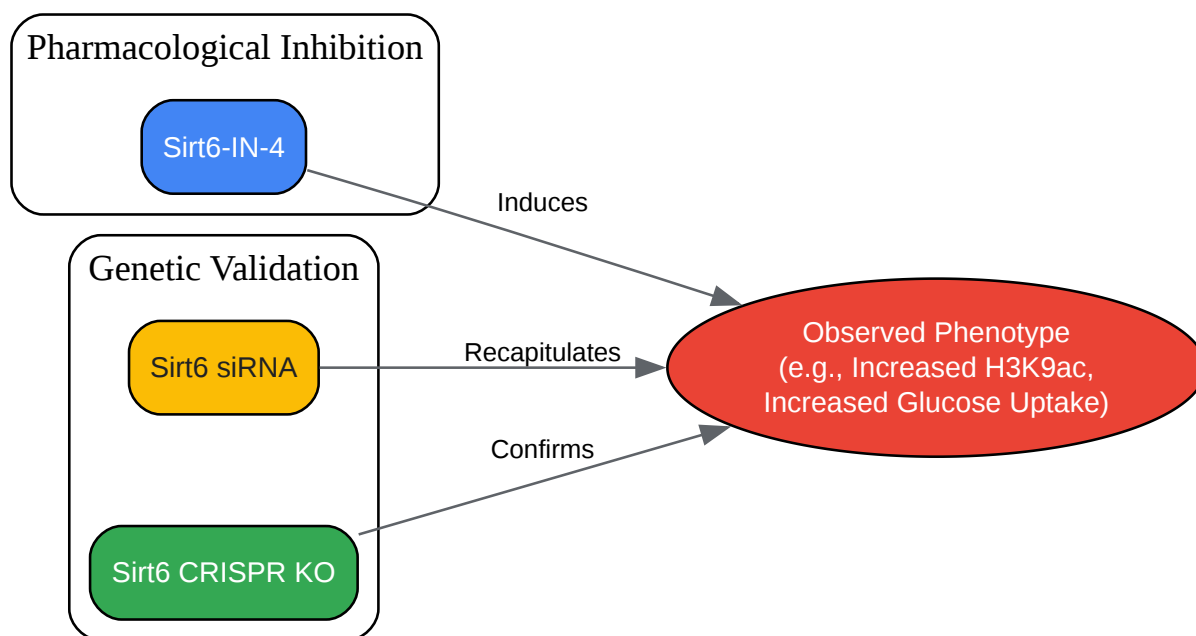 Pharmacological Inhibition
Sirt6-IN-4
Induces
Genetic Validation
Sirt6 siRNA
Recapitulates
Observed Phenotype
(e.g., Increased H3K9ac,
Increased Glucose Uptake)
Confirms
Sirt6 CRISPR KO